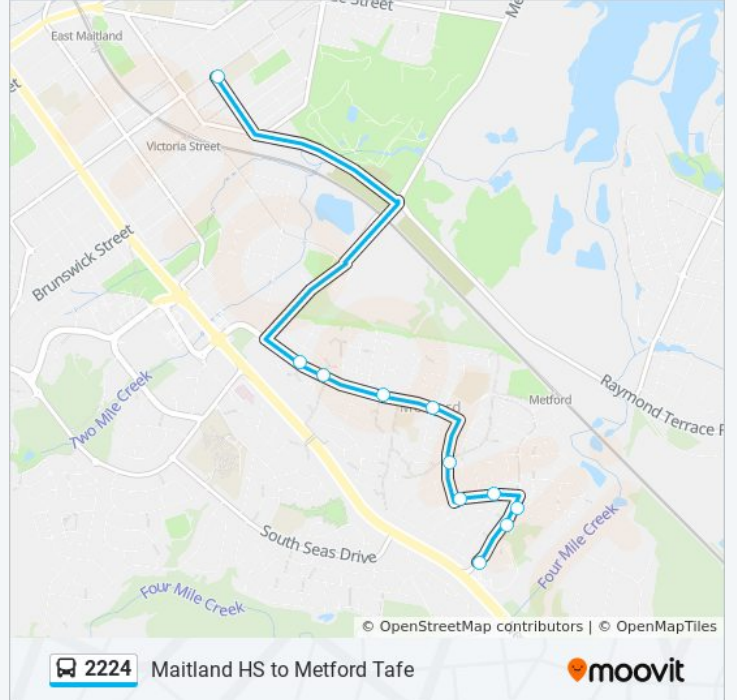 East Maitland
Victoria Street
Brunswick Street
Two Mile Creek
Metford
Raymond Terrace
South Seas Drive
Four Mile Creek
Four Mile Creek
© OpenStreetMap contributors | © OpenMapTiles
2224 Maitland HS to Metford Tafe
moovit